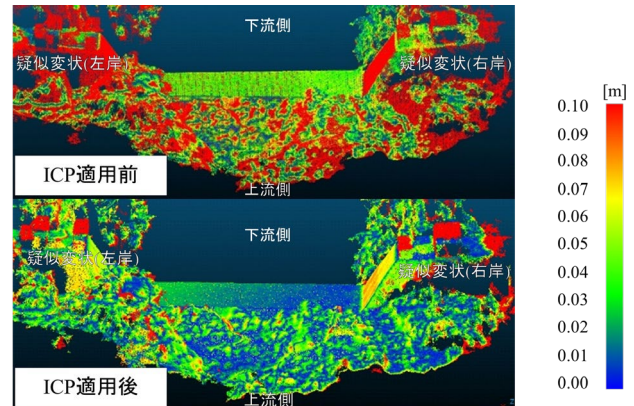 下流側
疑似変状(左岸)
疑似変状(右岸)
ICP適用前
上流側
下流側
疑似変状(左岸)
疑似変状(右岸)
ICP適用後
上流側
[m]
0.10
0.09
0.08
0.07
0.06
0.05
0.04
0.03
0.02
0.01
0.00